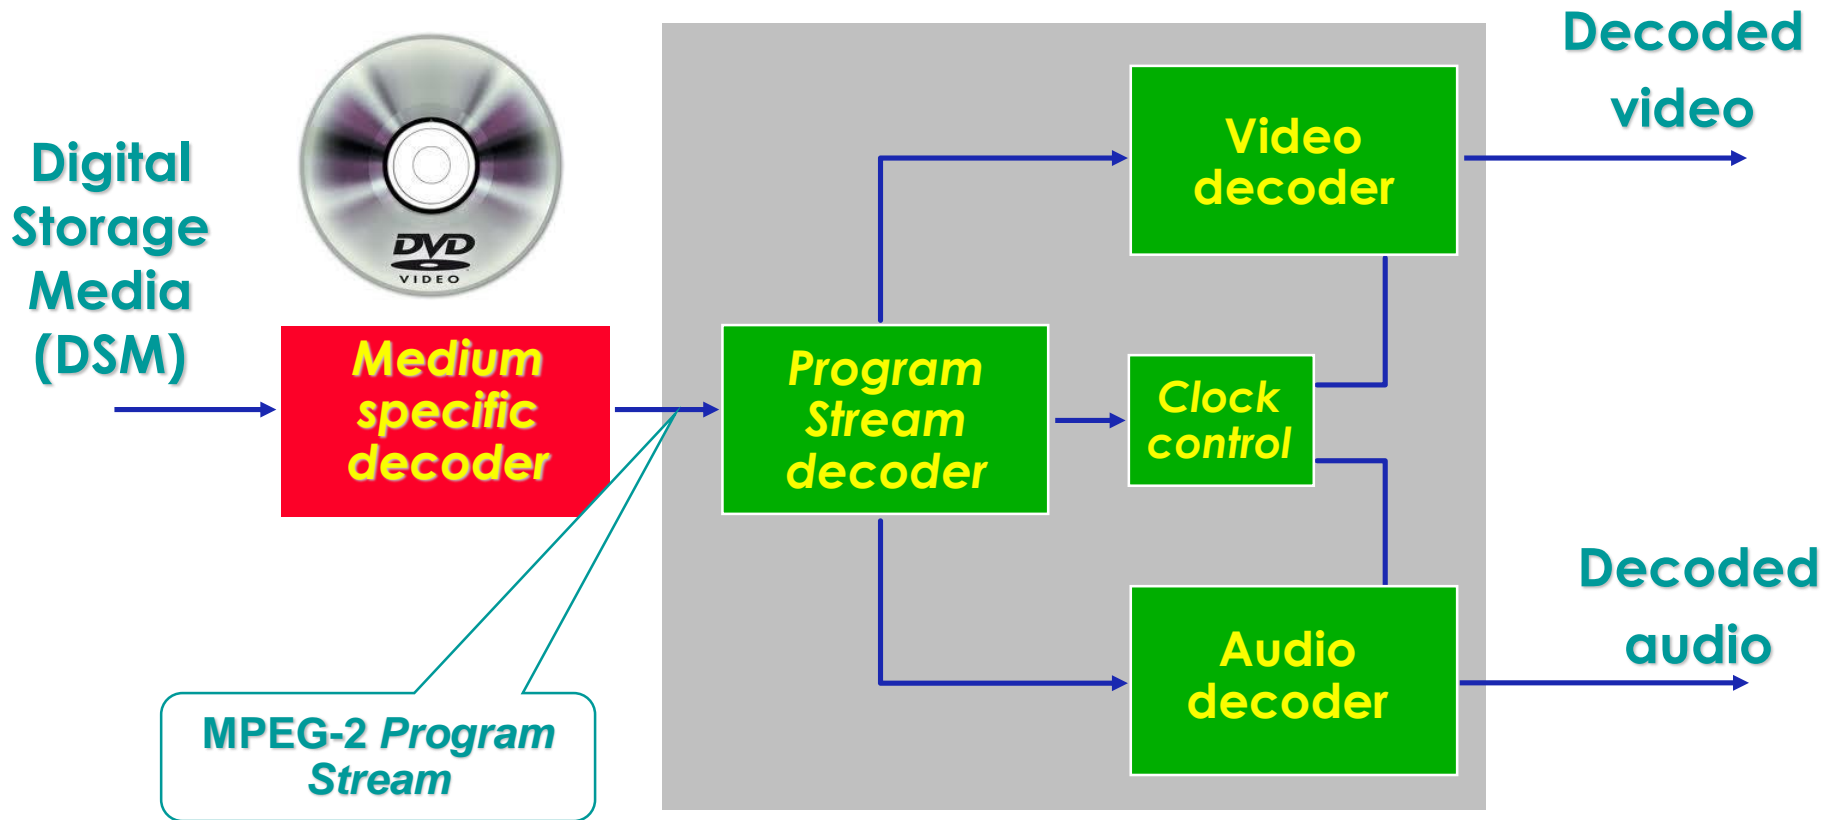 Digital
Storage
Media
(DSM)
DVD
VIDEO
Medium
specific
decoder
MPEG-2 Program
Stream
Program
Stream
decoder
Clock
control
Video
decoder
Audio
decoder
Decoded
video
Decoded
audio